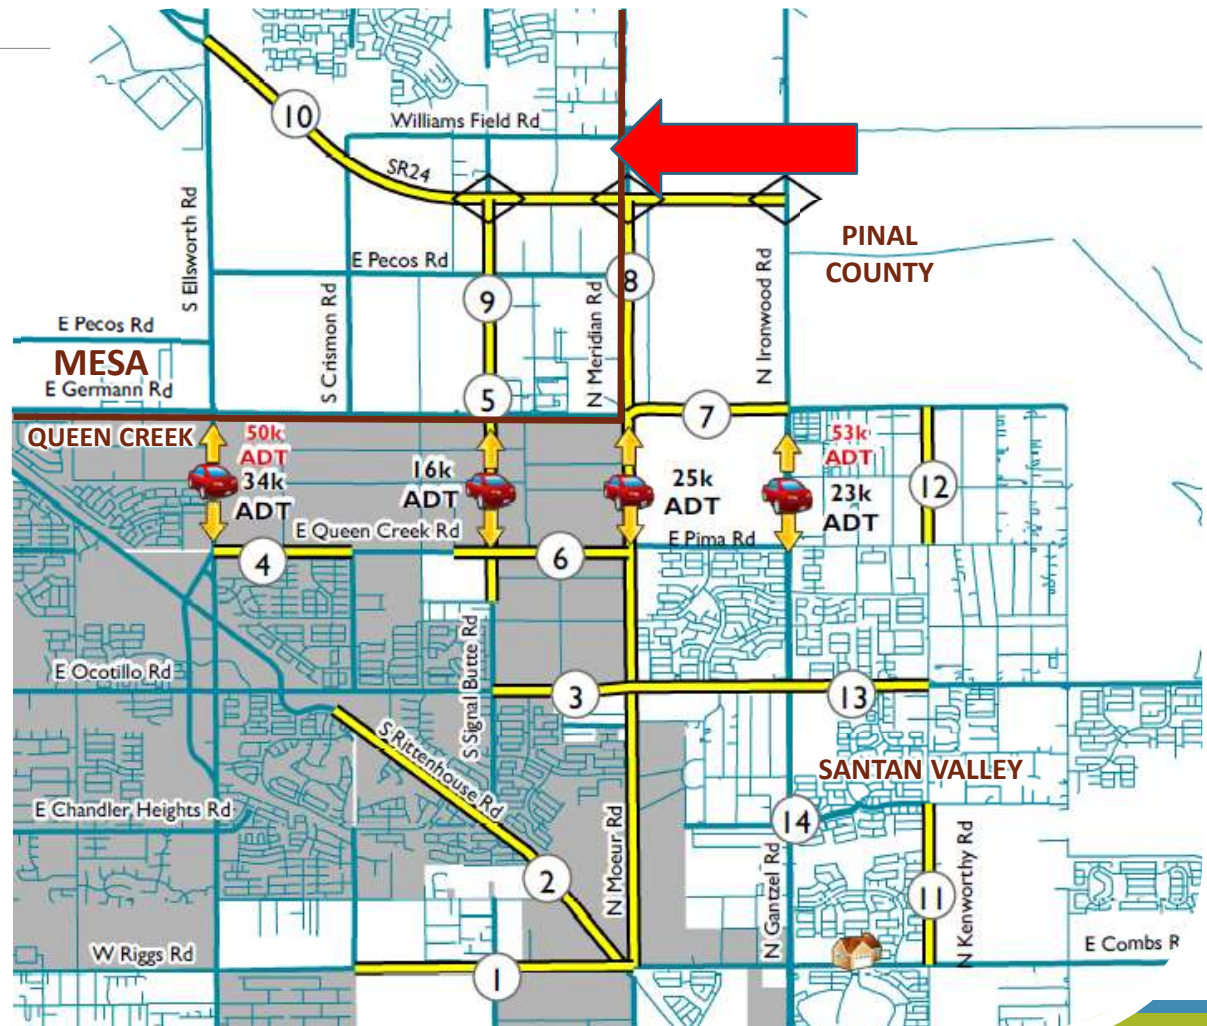 10
Williams Field Rd
SR24
S Ellsworth Rd
E Pecos Rd
PINAL
COUNTY
8
9
N Meridian Rd
N Ironwood Rd
S Crismon Rd
E Pecos Rd
MESA
E Germann Rd
5
7
QUEEN CREEK
50k
ADT
34k
ADT
16k
ADT
25k
ADT
53k
ADT
23k
ADT
12
E Queen Creek Rd
E Pima Rd
4
6
S Signal Butte Rd
E Ocotillo Rd
3
13
S Rittenhouse Rd
SANTAN VALLEY
E Chandler Heights Rd
14
2
N Moeur Rd
N Gantzel Rd
11
N Kenworthy Rd
W Riggs Rd
E Combs R
1